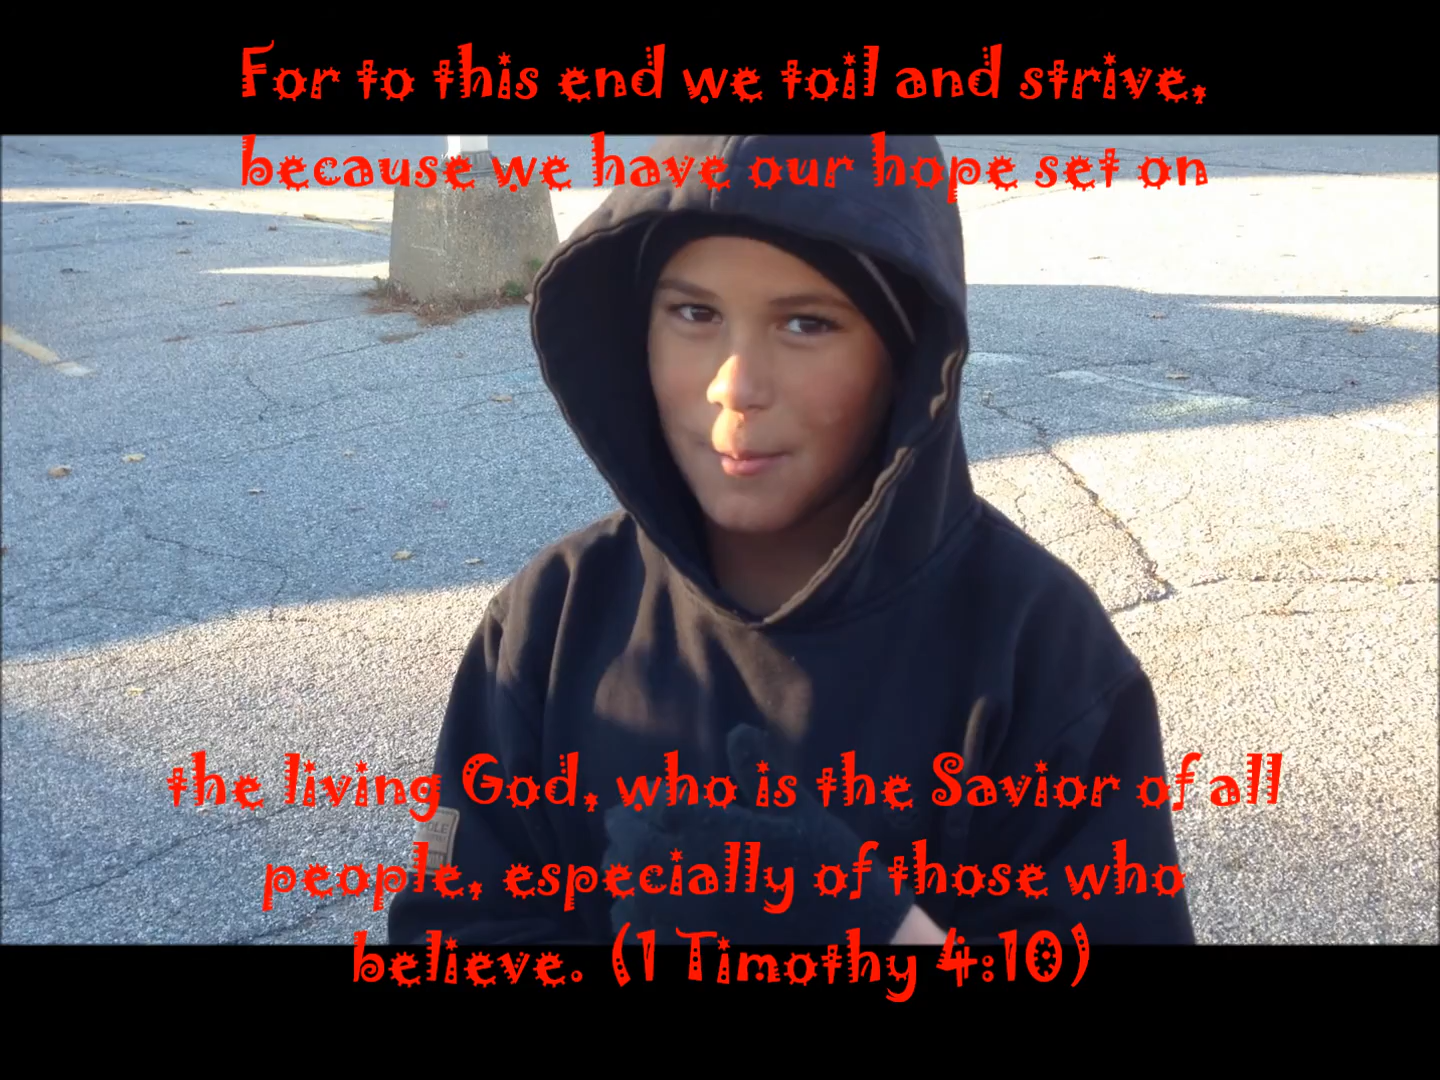 For to this end we toil and strive,
because we have our hope set on
the living God, who is the Savior of all
people, especially of those who
believe. (1 Timothy 4:10)